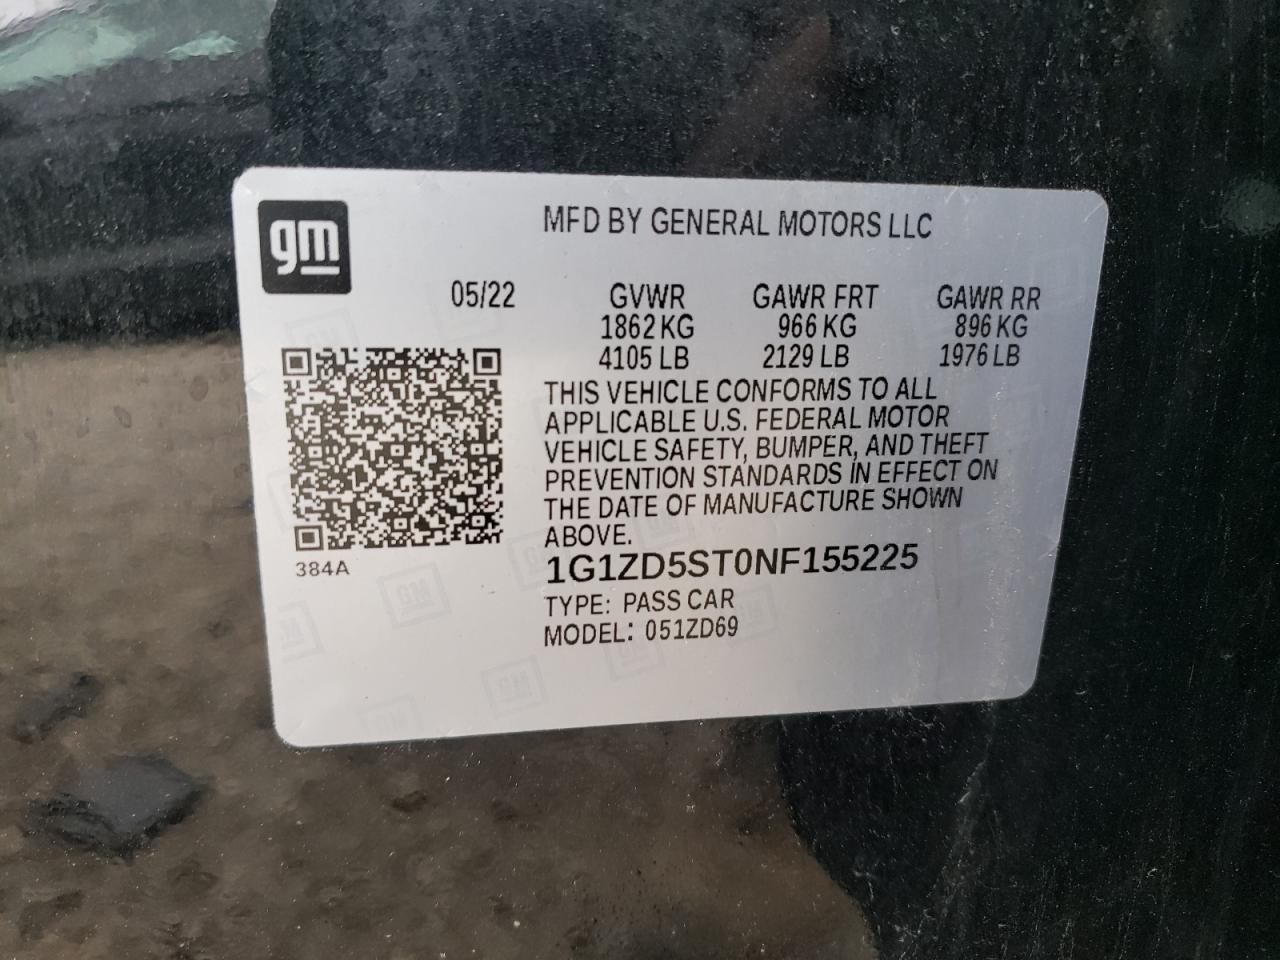 gm
MFD BY GENERAL MOTORS LLC
05/22 GVWR GAWR FRT GAWR RR
1862 KG 966 KG 896 KG
4105 LB 2129 LB 1976 LB
THIS VEHICLE CONFORMS TO ALL
APPLICABLE U.S. FEDERAL MOTOR
VEHICLE SAFETY, BUMPER, AND THEFT
PREVENTION STANDARDS IN EFFECT ON
THE DATE OF MANUFACTURE SHOWN
ABOVE.
384A
1G1ZD5ST0NF155225
TYPE: PASS CAR
MODEL: 051ZD69